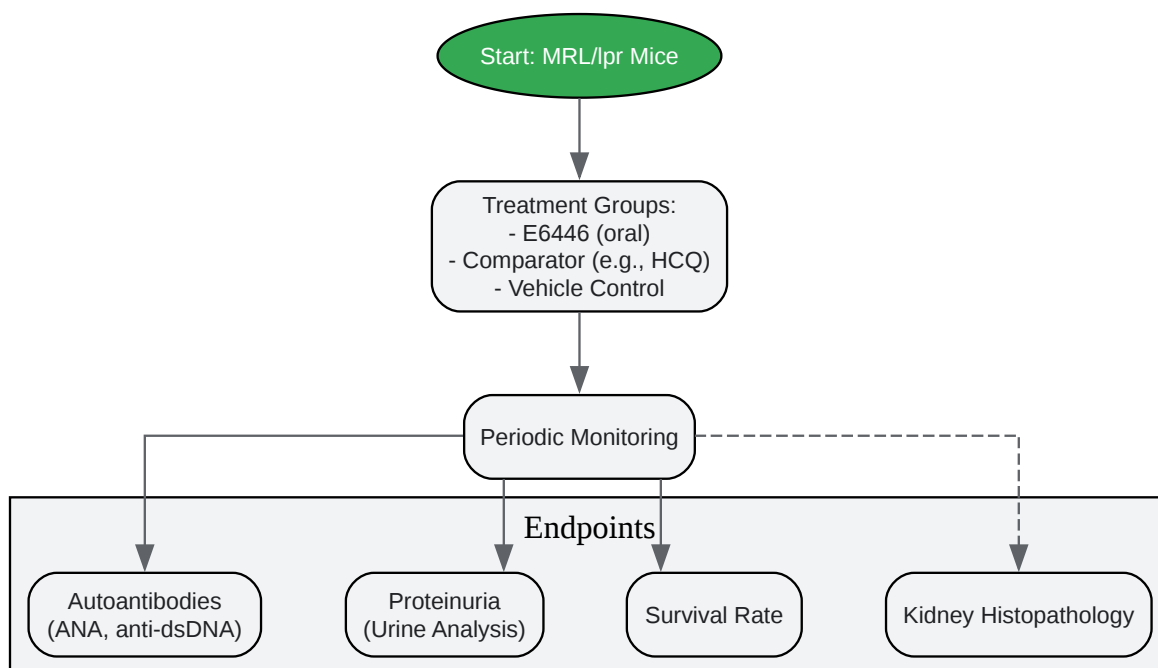 Start: MRL/lpr Mice
Treatment Groups:
- E6446 (oral)
- Comparator (e.g., HCQ)
- Vehicle Control
Periodic Monitoring
Endpoints
Autoantibodies
(ANA, anti-dsDNA)
Proteinuria
(Urine Analysis)
Survival Rate
Kidney Histopathology